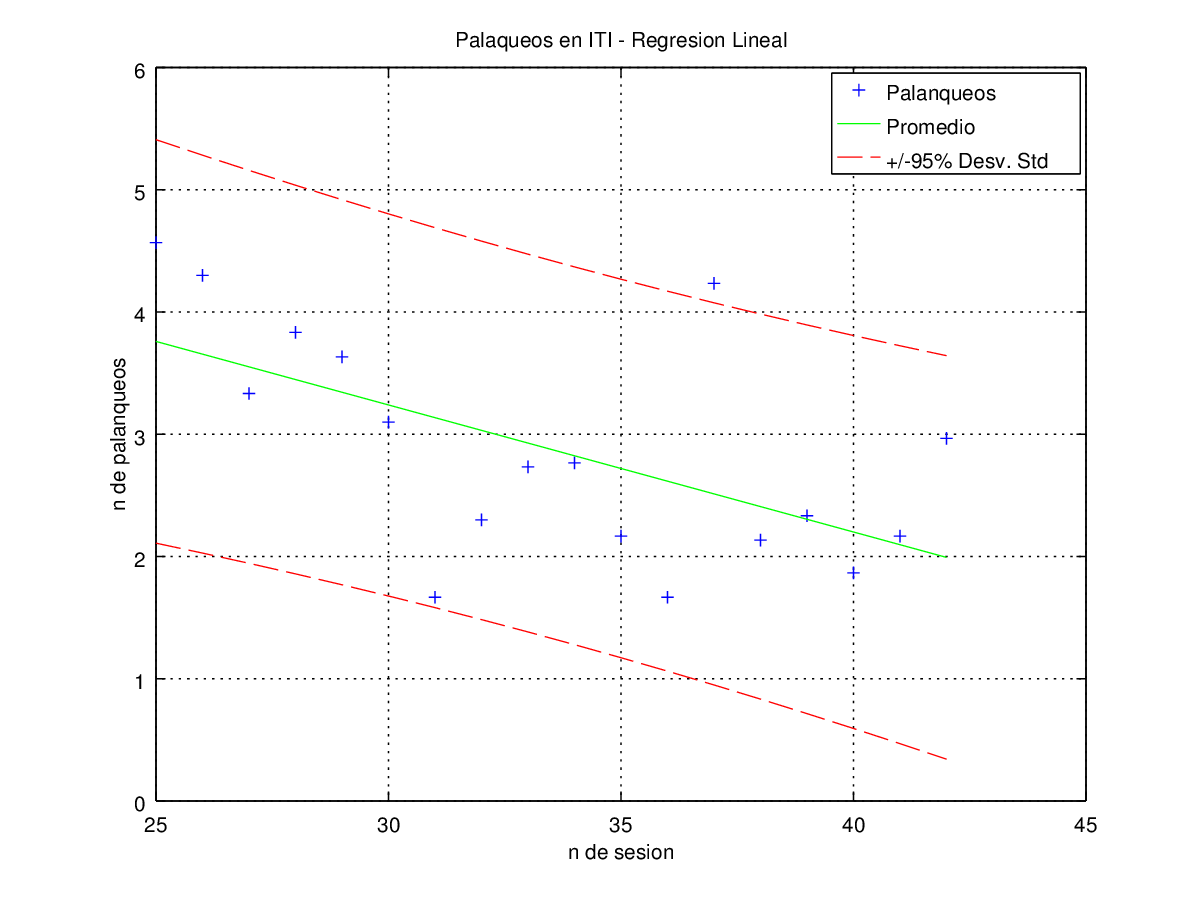 Palaqueos en ITI - Regresion Lineal
6
5
4
3
2
1
0
n de palanqueos
Palanqueos
Promedio
+/-95% Desv. Std
25
30
35
40
45
n de sesion